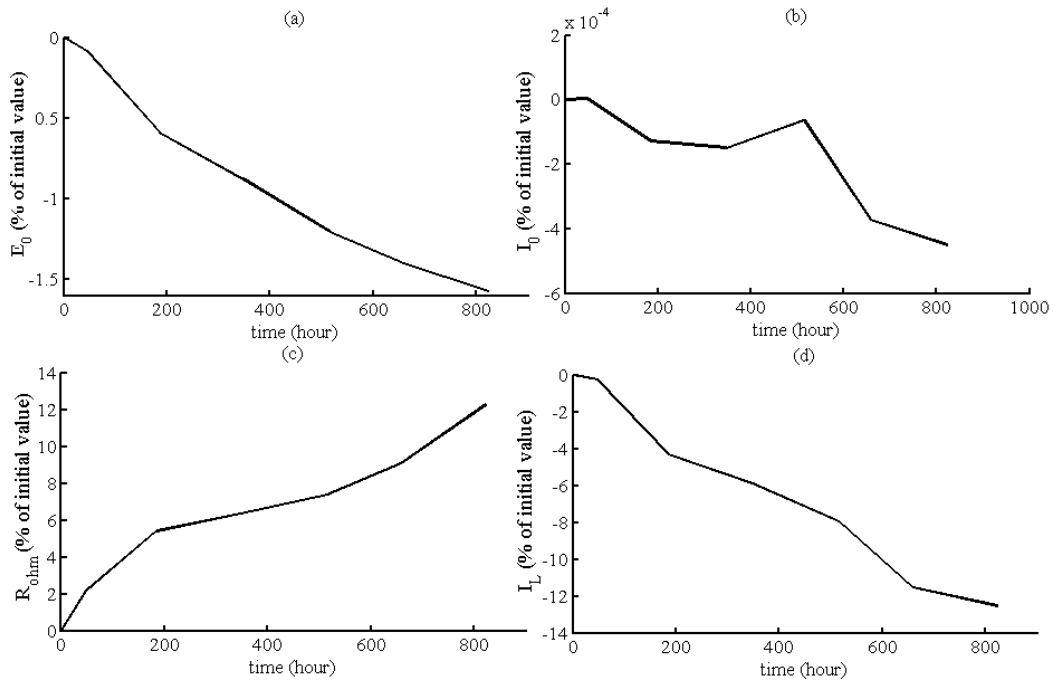 (a)
0
0.5
-1
-1.5
E0 (% of initial value)
0 200 400 600 800
time (hour)
(b)
x 10-4
2
0
-2
-4
-6
I0 (% of initial value)
0 200 400 600 800 1000
time (hour)
(c)
14
12
10
8
6
4
2
0
Rohm (% of initial value)
0 200 400 600 800
time (hour)
(d)
0
-2
-4
-6
-8
-10
-12
-14
IL (% of initial value)
0 200 400 600 800
time (hour)